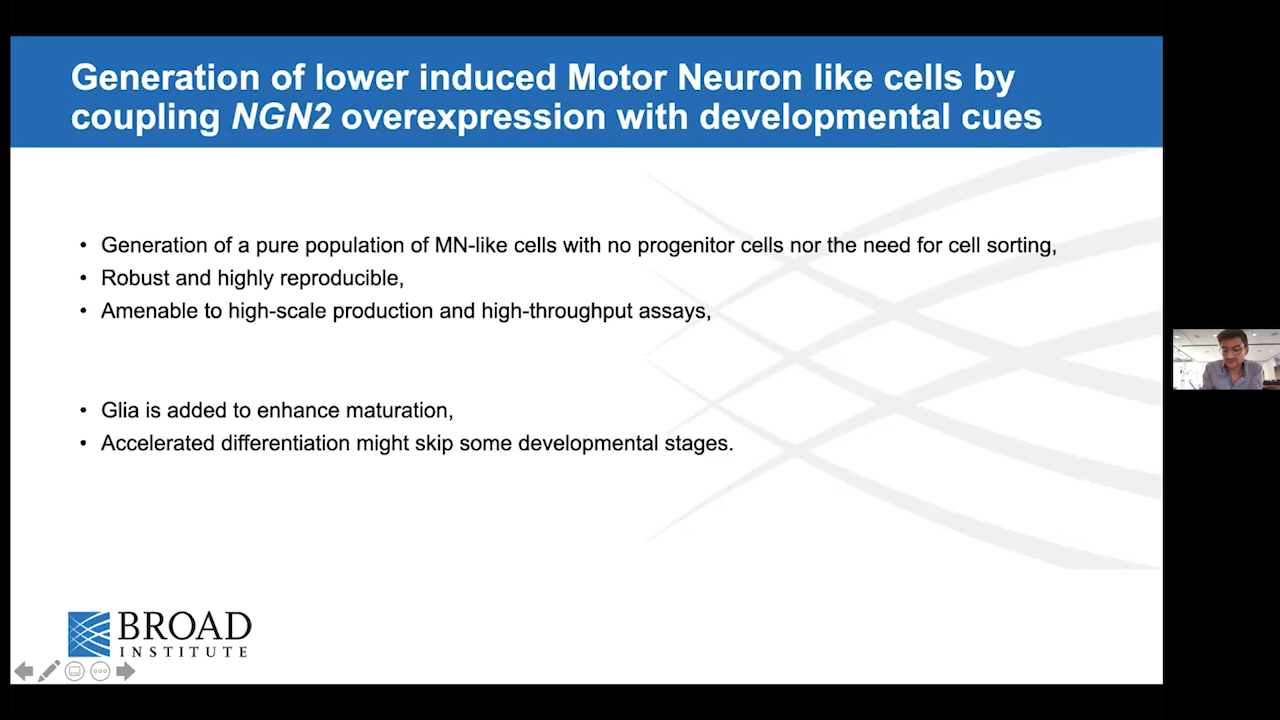 Generation of lower induced Motor Neuron like cells by
coupling NGN2 overexpression with developmental cues
• Generation of a pure population of MN-like cells with no progenitor cells nor the need for cell sorting,
• Robust and highly reproducible,
• Amenable to high-scale production and high-throughput assays,
• Glia is added to enhance maturation,
• Accelerated differentiation might skip some developmental stages.
BROAD
INSTITUTE